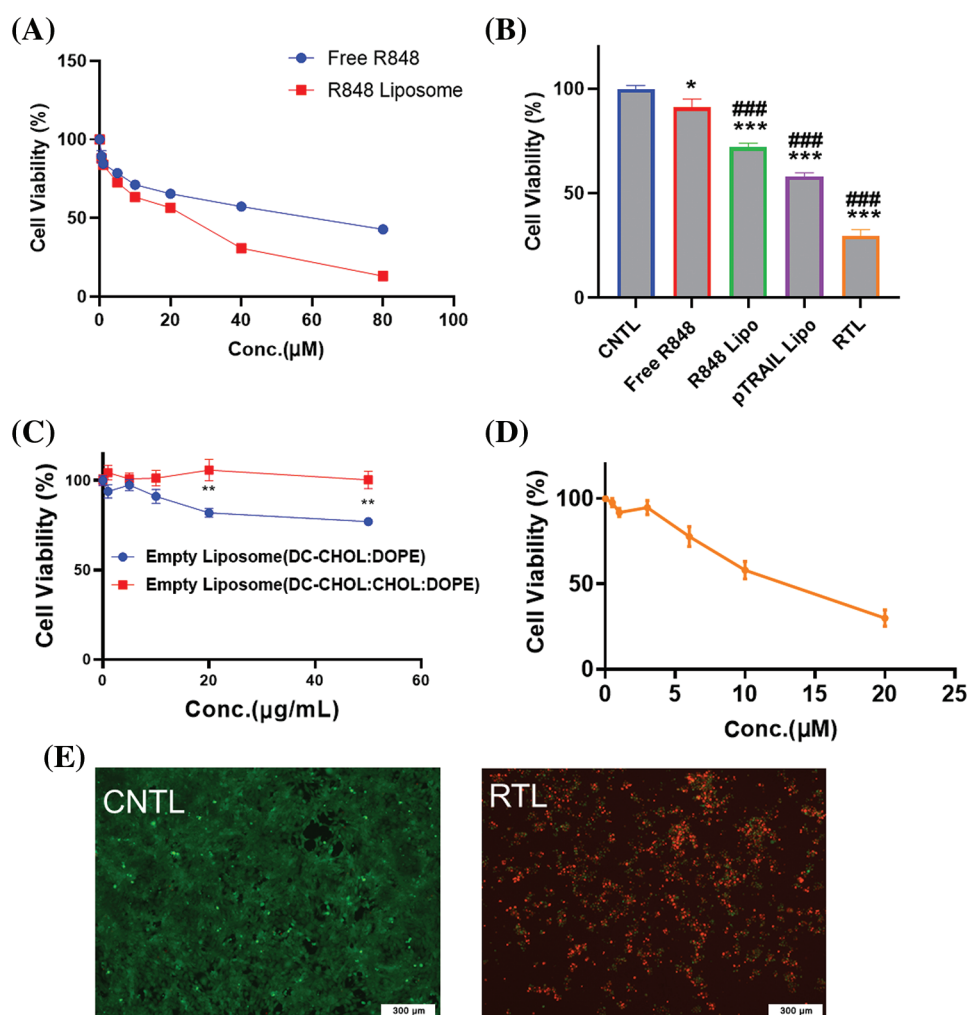 (A)
Free R848
R848 Liposome
Cell Viability (%)
150
100
50
0
0 20 40 60 80 100
Conc.(µM)
(B)
Cell Viability (%)
100
50
0
*
###
***
###
***
###
***
CNTL
Free R848
R848 Lipo
pTRAIL Lipo
RTL
(C)
Cell Viability (%)
100
50
0
** **
Empty Liposome(DC-CHOL:DOPE)
Empty Liposome(DC-CHOL:CHOL:DOPE)
0 20 40 60
Conc.(µg/mL)
(D)
Cell Viability (%)
100
50
0
0 5 10 15 20 25
Conc.(µM)
(E)
CNTL
300 µm
RTL
300 µm